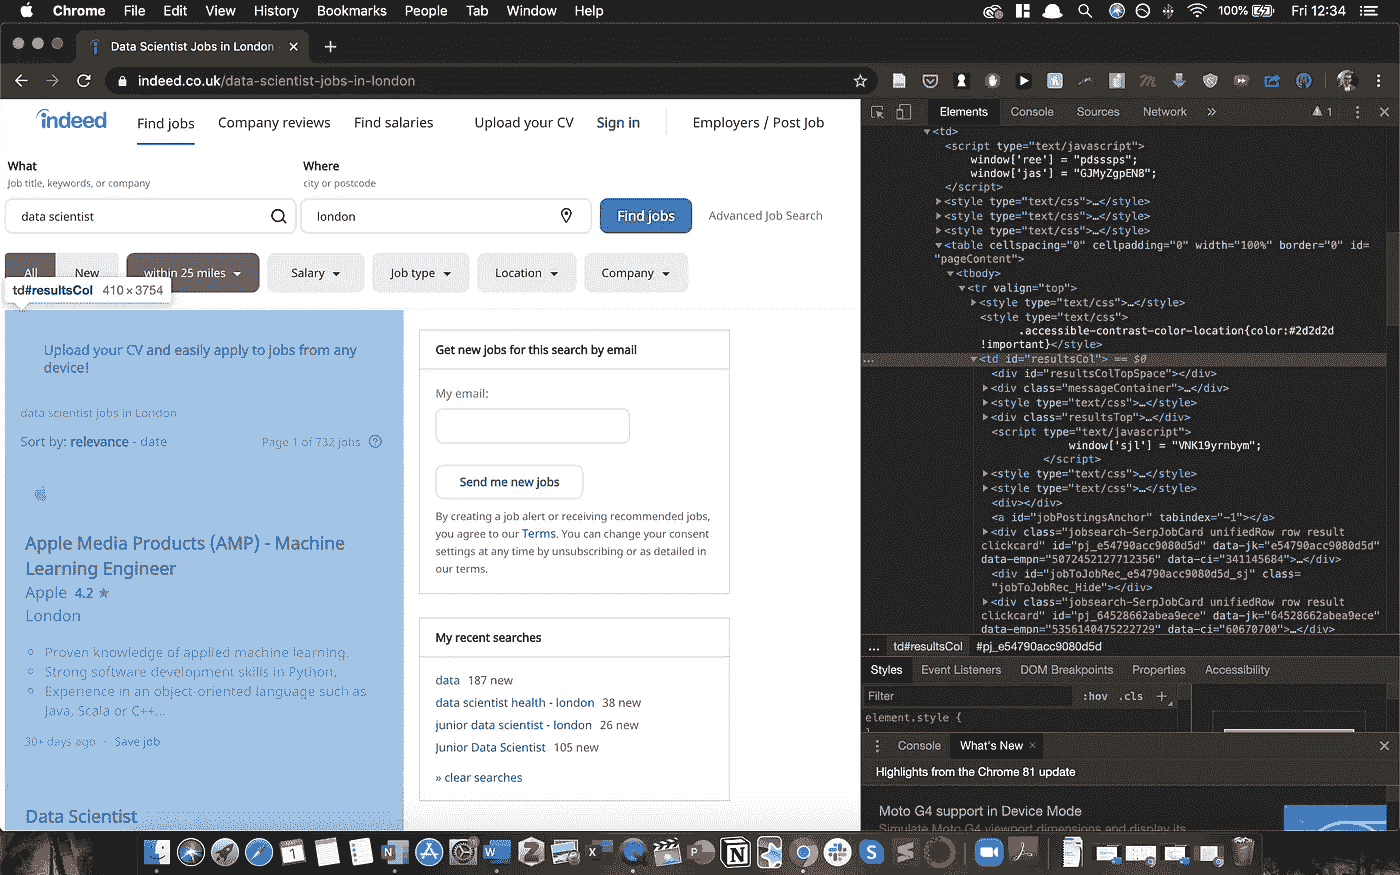 Chrome File Edit View History Bookmarks People Tab Window Help
100% Fri 12:34
Data Scientist Jobs in London
indeed.co.uk/data-scientist-jobs-in-london
indeed
Find jobs Company reviews Find salaries Upload your CV Sign in Employers / Post Job
What
job title, keywords, or company
Where
city or postcode
data scientist
london
Find jobs
Advanced Job Search
All New within 25 miles Salary Job type Location Company
td#resultsCol 410 × 3754
Upload your CV and easily apply to jobs from any
device!
data scientist jobs in London
Sort by: relevance - date
Page 1 of 732 jobs
Apple Media Products (AMP) - Machine
Learning Engineer
Apple 4.2 ★
London
Proven knowledge of applied machine learning.
Strong software development skills in Python.
Experience in an object-oriented language such as
Java, Scala or C++...
30+ days ago · Save job
Data Scientist
Get new jobs for this search by email
My email:
Send me new jobs
By creating a job alert or receiving recommended jobs,
you agree to our Terms. You can change your consent
settings at any time by unsubscribing or as detailed in
our terms.
My recent searches
data 187 new
data scientist health - london 38 new
junior data scientist - london 26 new
Junior Data Scientist 105 new
» clear searches
Elements Console Sources Network » 1
<td>
<script type="text/javascript">
window['ree'] = "pdsssps";
window['jas'] = "GJMyZgpEN8";
</script>
<style type="text/css">…</style>
<style type="text/css">…</style>
<style type="text/css">…</style>
<table cellspacing="0" cellpadding="0" width="100%" border="0" id=
"pageContent">
<tbody>
<tr valign="top">
<style type="text/css">…</style>
<style type="text/css">
.accessible-contrast-color-location{color:#2d2d2d
!important}</style>
<td id="resultsCol"> == $0
<div id="resultsColTopSpace"></div>
<div class="messageContainer">…</div>
<style type="text/css">…</style>
<div class="resultsTop">…</div>
<script type="text/javascript">
window['sjl'] = "VNK19yrnbym";
</script>
<style type="text/css">…</style>
<style type="text/css">…</style>
<div></div>
<a id="jobPostingsAnchor" tabindex="-1"></a>
<div class="jobsearch-SerpJobCard unifiedRow row result
clickcard" id="pj_e54790acc9080d5d" data-jk="e54790acc9080d5d"
data-empn="5072452127712356" data-ci="341145684">…</div>
<div id="jobToJobRec_e54790acc9080d5d_sj" class=
"jobToJobRec_Hide"></div>
<div class="jobsearch-SerpJobCard unifiedRow row result
clickcard" id="pj_64528662abea9ece" data-jk="64528662abea9ece"
data-empn="5356140475222729" data-ci="60670700">…</div>
... td#resultsCol #pj_e54790acc9080d5d
Styles Event Listeners DOM Breakpoints Properties Accessibility
Filter :hov .cls +
element.style {
Console What's New
Highlights from the Chrome 81 update
Moto G4 support in Device Mode
Simulate Moto G4 viewport dimensions and display its